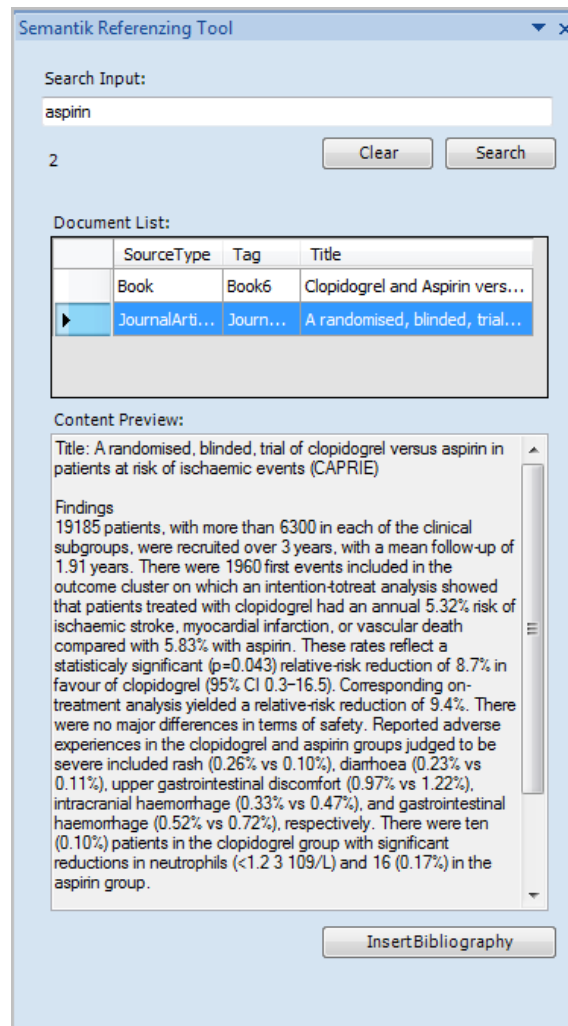 Semantik Referenzing Tool
Search Input:
aspirin
2
Clear
Search
Document List:
SourceType Tag Title
Book Book6 Clopidogrel and Aspirin vers...
JournalArti... Journ... A randomised, blinded, trial...
Content Preview:
Title: A randomised, blinded, trial of clopidogrel versus aspirin in
patients at risk of ischaemic events (CAPRIE)
Findings
19185 patients, with more than 6300 in each of the clinical
subgroups, were recruited over 3 years, with a mean follow-up of
1.91 years. There were 1960 first events included in the
outcome cluster on which an intention-totreat analysis showed
that patients treated with clopidogrel had an annual 5.32% risk of
ischaemic stroke, myocardial infarction, or vascular death
compared with 5.83% with aspirin. These rates reflect a
statisticaly significant (p=0.043) relative-risk reduction of 8.7% in
favour of clopidogrel (95% CI 0.3–16.5). Corresponding on-
treatment analysis yielded a relative-risk reduction of 9.4%. There
were no major differences in terms of safety. Reported adverse
experiences in the clopidogrel and aspirin groups judged to be
severe included rash (0.26% vs 0.10%), diarrhoea (0.23% vs
0.11%), upper gastrointestinal discomfort (0.97% vs 1.22%),
intracranial haemorrhage (0.33% vs 0.47%), and gastrointestinal
haemorrhage (0.52% vs 0.72%), respectively. There were ten
(0.10%) patients in the clopidogrel group with significant
reductions in neutrophils (<1.2 3 109/L) and 16 (0.17%) in the
aspirin group.
InsertBibliography